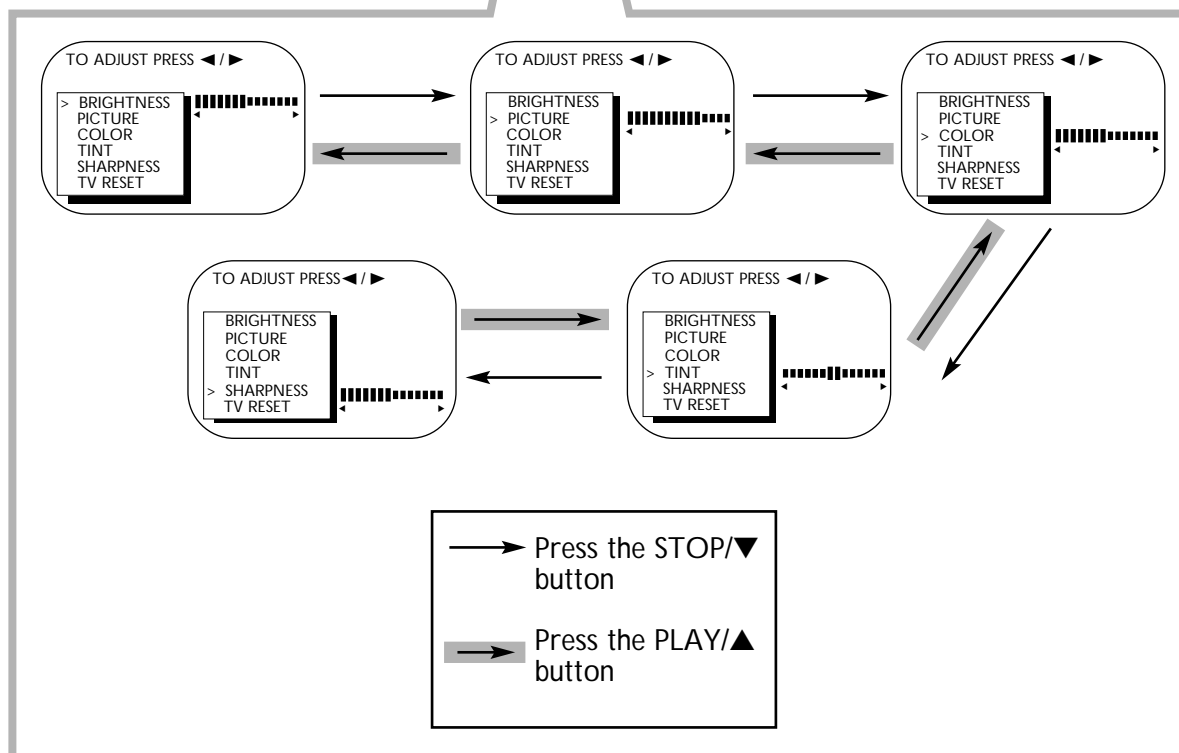 TO ADJUST PRESS ◀ / ▶
> BRIGHTNESS
PICTURE
COLOR
TINT
SHARPNESS
TV RESET
TO ADJUST PRESS ◀ / ▶
BRIGHTNESS
> PICTURE
COLOR
TINT
SHARPNESS
TV RESET
TO ADJUST PRESS ◀ / ▶
BRIGHTNESS
PICTURE
> COLOR
TINT
SHARPNESS
TV RESET
TO ADJUST PRESS ◀ / ▶
BRIGHTNESS
PICTURE
COLOR
TINT
> SHARPNESS
TV RESET
TO ADJUST PRESS ◀ / ▶
BRIGHTNESS
PICTURE
COLOR
> TINT
SHARPNESS
TV RESET
Press the STOP/▼
button
Press the PLAY/▲
button